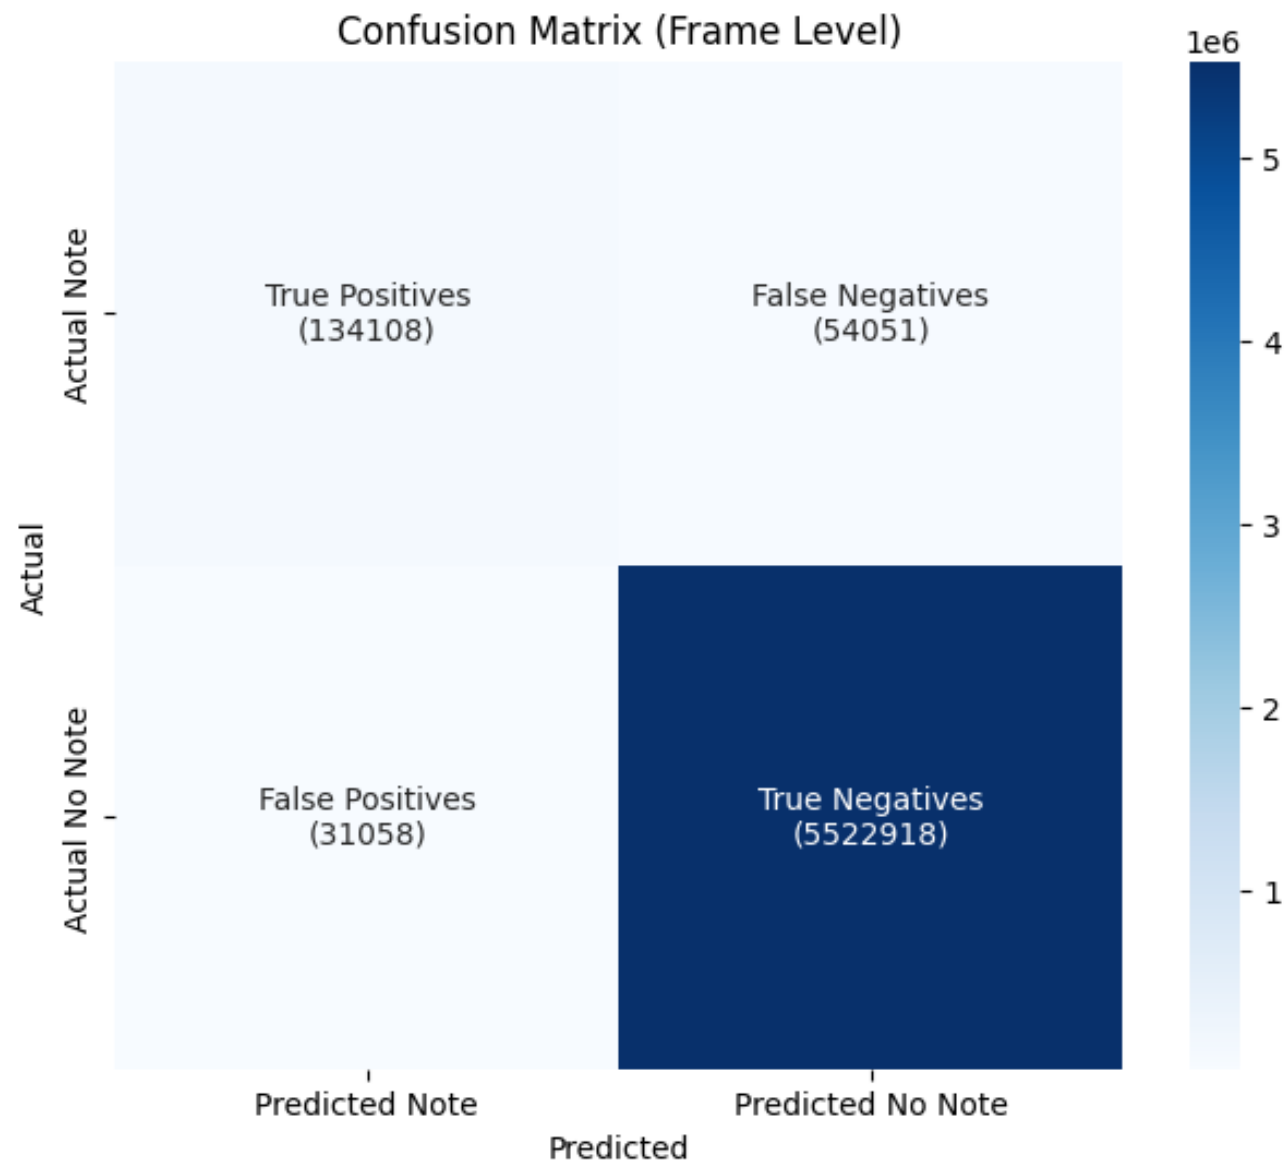 Confusion Matrix (Frame Level)
1e6
Actual
Actual Note
True Positives
(134108)
False Negatives
(54051)
Actual No Note
False Positives
(31058)
True Negatives
(5522918)
Predicted Note
Predicted No Note
Predicted
5
4
3
2
1